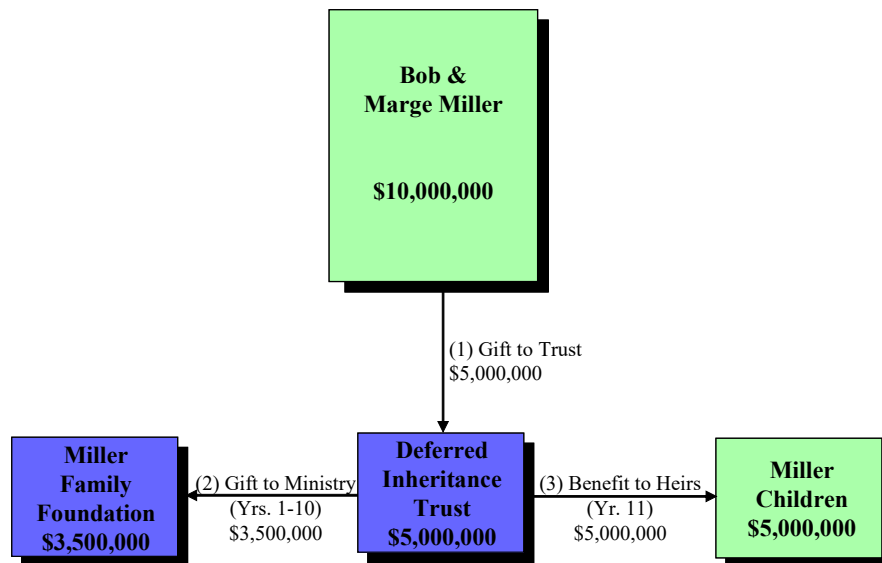 Bob &
Marge Miller
$10,000,000
(1) Gift to Trust
$5,000,000
Miller
Family
Foundation
$3,500,000
(2) Gift to Ministry
(Yrs. 1-10)
$3,500,000
Deferred
Inheritance
Trust
$5,000,000
(3) Benefit to Heirs
(Yr. 11)
$5,000,000
Miller
Children
$5,000,000